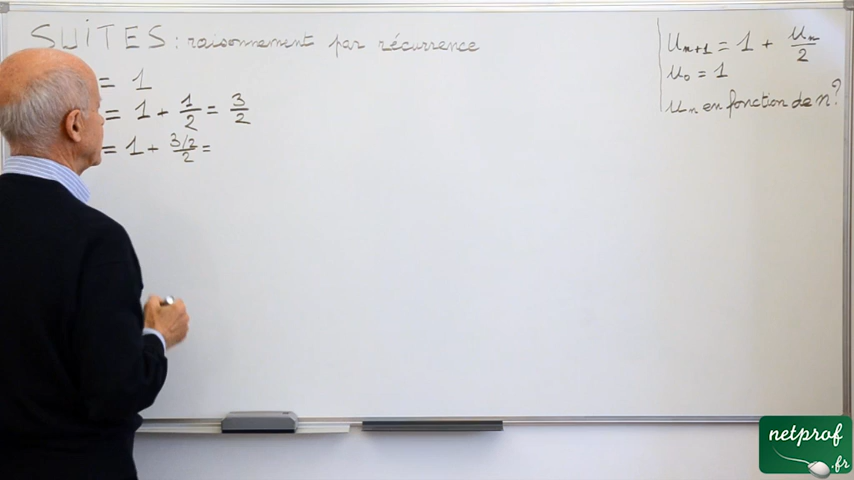 SUITES : raisonnement par récurrence
= 1
= 1 + 1/2 = 3/2
= 1 + (3/2)/2 =
Uₙ₊₁ = 1 + Uₙ/2
U₀ = 1
Uₙ en fonction de n ?
netprof
.fr